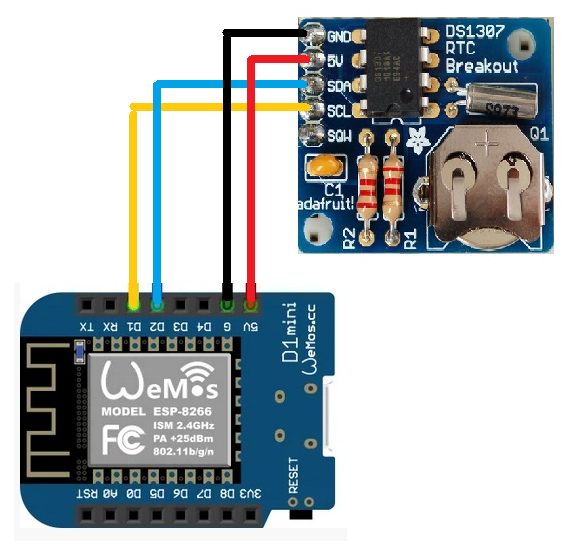 GND
5V
SDA
SCL
SQW
DS1307
RTC
Breakout
Q1
C1
adafruit!
R2
R1
TX
RX
D1
D2
D3
D4
G
5V
D1mini
WeMos.cc
WeMos
MODEL ESP-8266
ISM 2.4GHz
PA +25dBm
802.11b/g/n
FC
RESET
RST
A0
D0
D5
D6
D7
D8
3V3